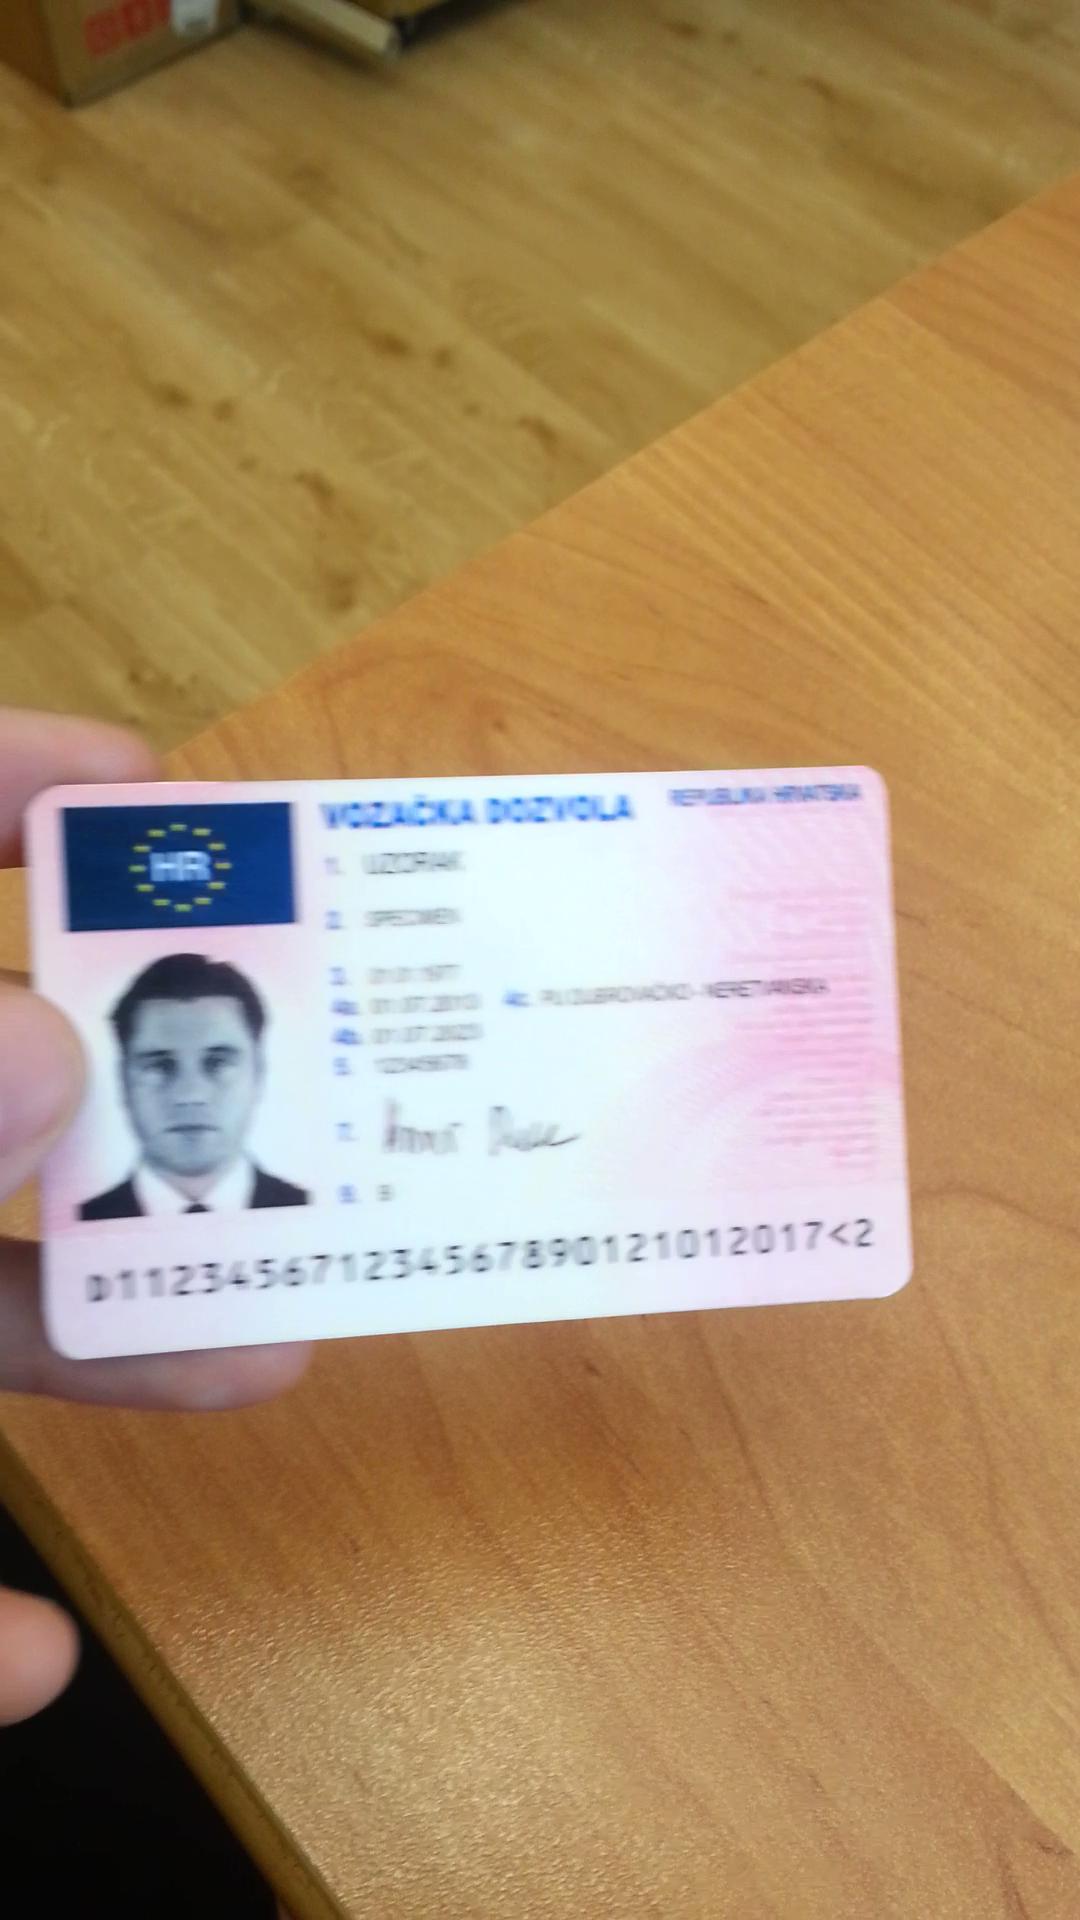 HR
VOZAČKA DOZVOLA
REPUBLIKA HRVATSKA
1. UZORAK
2. SPECIMEN
3. 01.01.1977
4a. 01.07.2013 4c. PU DUBROVAČKO - NERETVANSKA
4b. 01.07.2023
5. 12345678
7.
9. B
D112345671234567890121012017<2